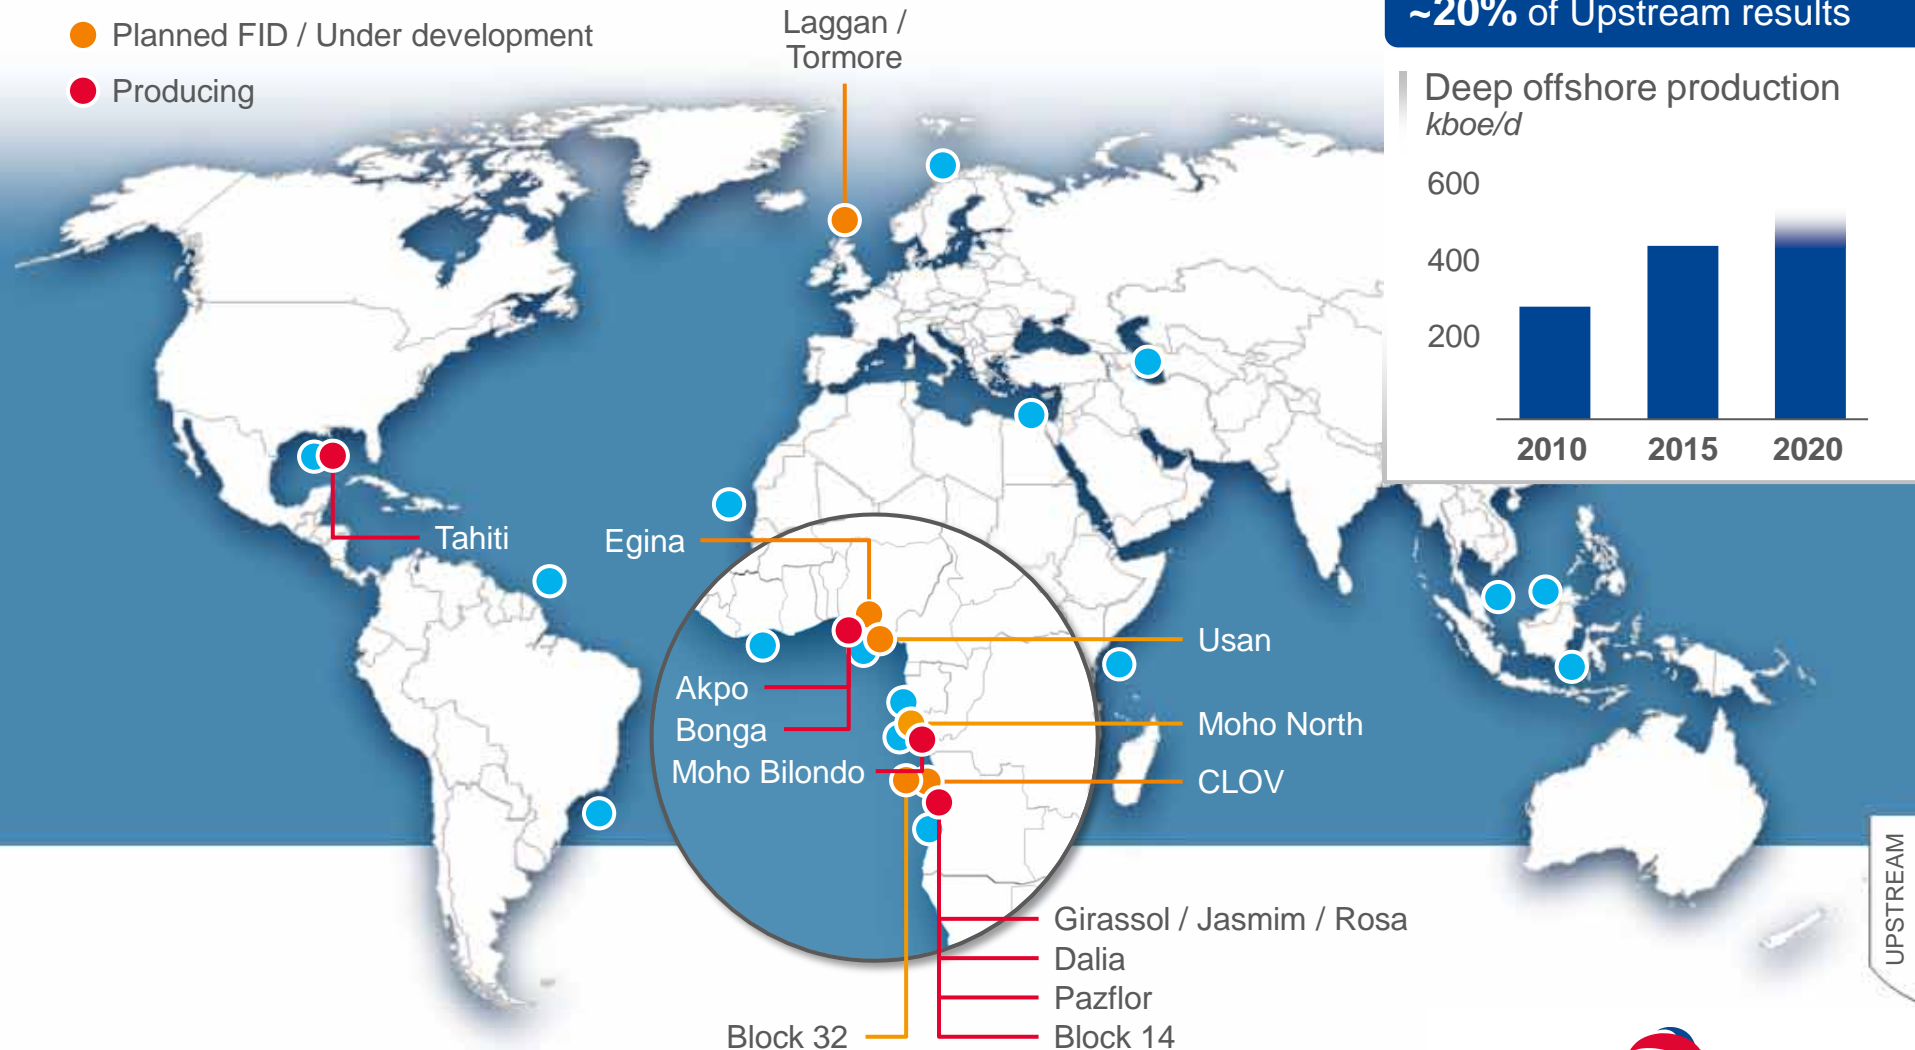 Planned FID / Under development
Producing
Laggan /
Tormore
~20% of Upstream results
Deep offshore production
kboe/d
600
400
200
2010 2015 2020
Tahiti
Egina
Usan
Akpo
Bonga
Moho North
Moho Bilondo
CLOV
Girassol / Jasmim / Rosa
Dalia
Pazflor
Block 32
Block 14
UPSTREAM